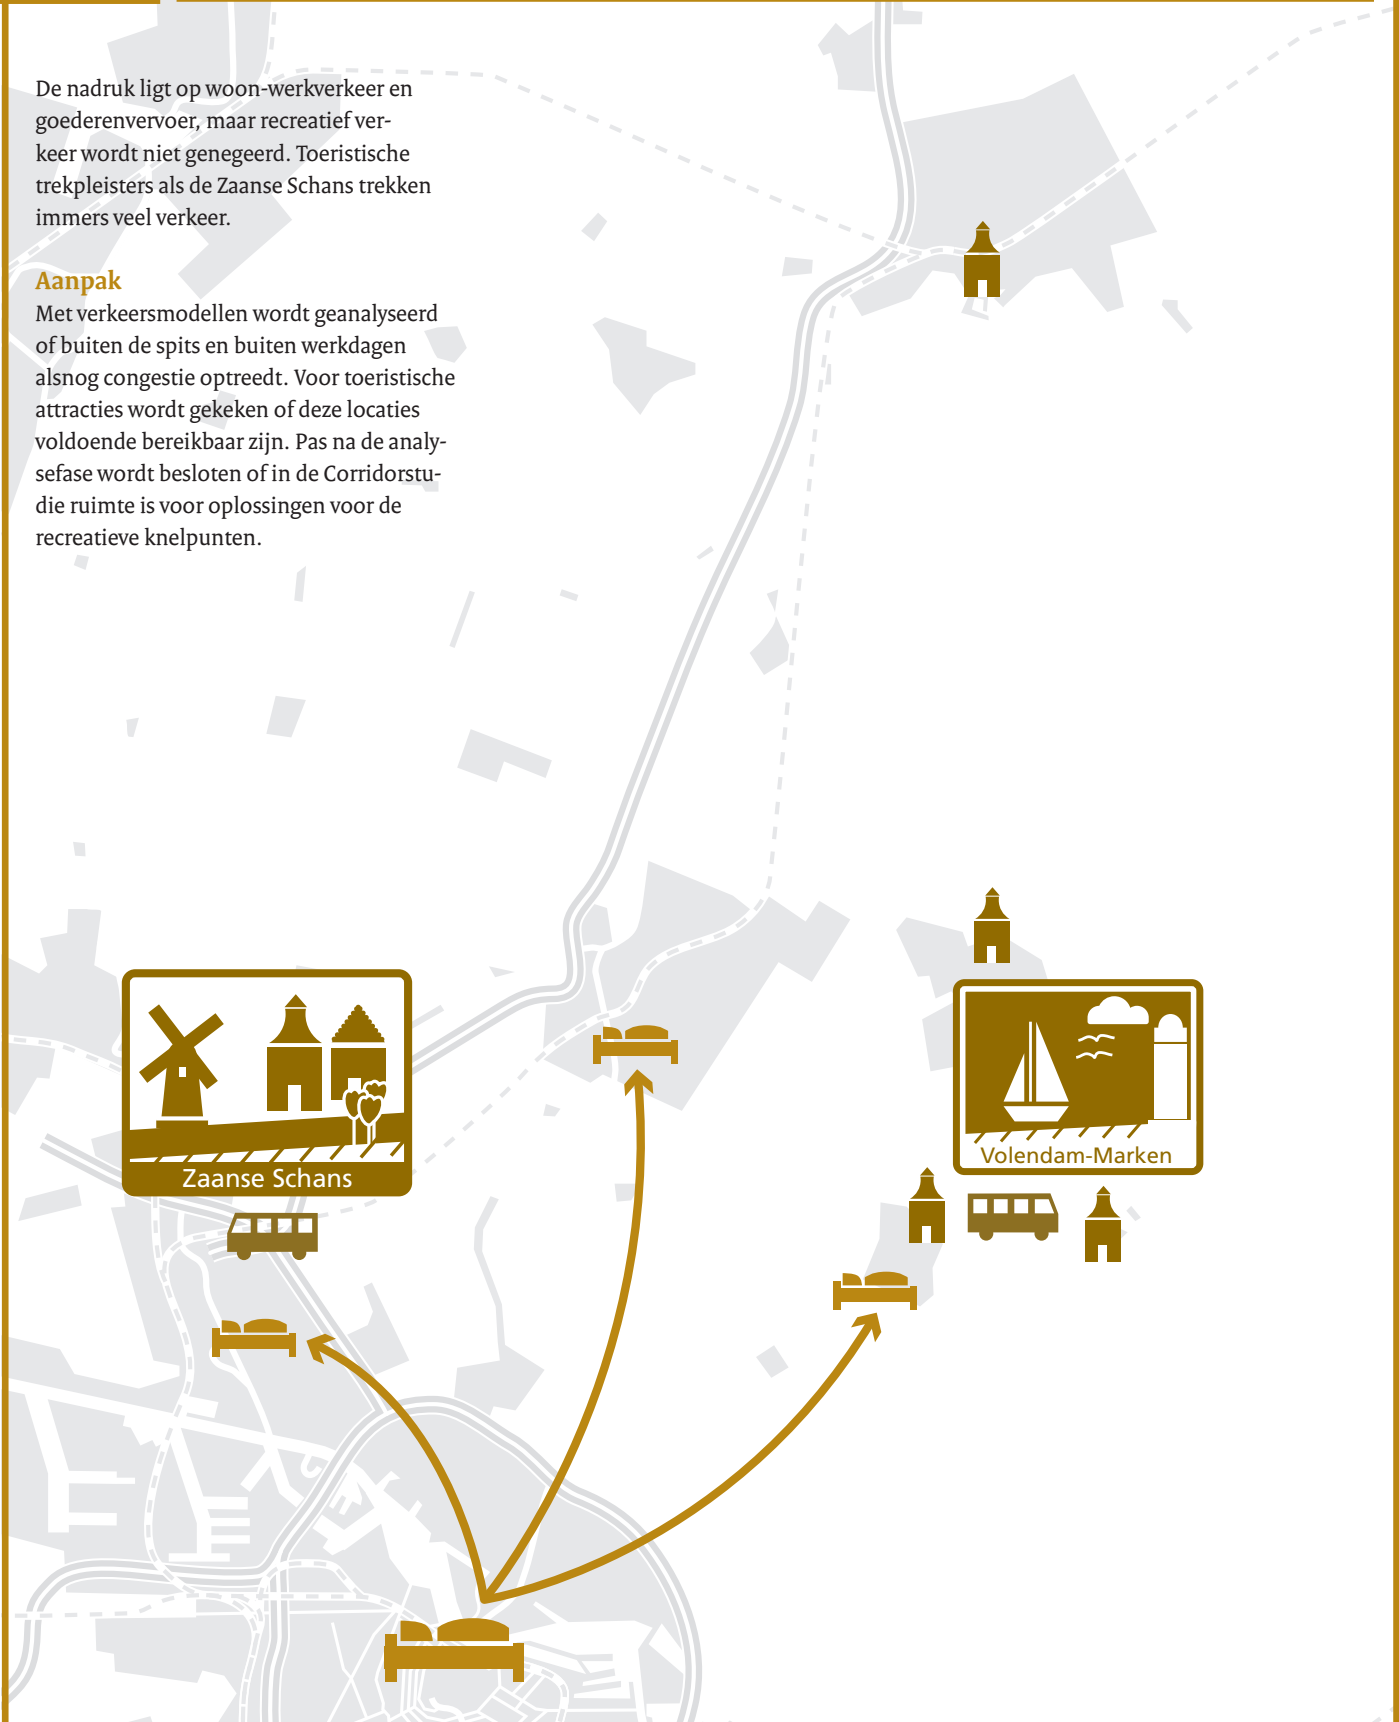 De nadruk ligt op woon-werkverkeer en
goederenvervoer, maar recreatief ver-
keer wordt niet genegeerd. Toeristische
trekpleisters als de Zaanse Schans trekken
immers veel verkeer.
Aanpak
Met verkeersmodellen wordt geanalyseerd
of buiten de spits en buiten werkdagen
alsnog congestie optreedt. Voor toeristische
attracties wordt gekeken of deze locaties
voldoende bereikbaar zijn. Pas na de analy-
sefase wordt besloten of in de Corridorstu-
die ruimte is voor oplossingen voor de
recreatieve knelpunten.
Zaanse Schans
Volendam-Marken